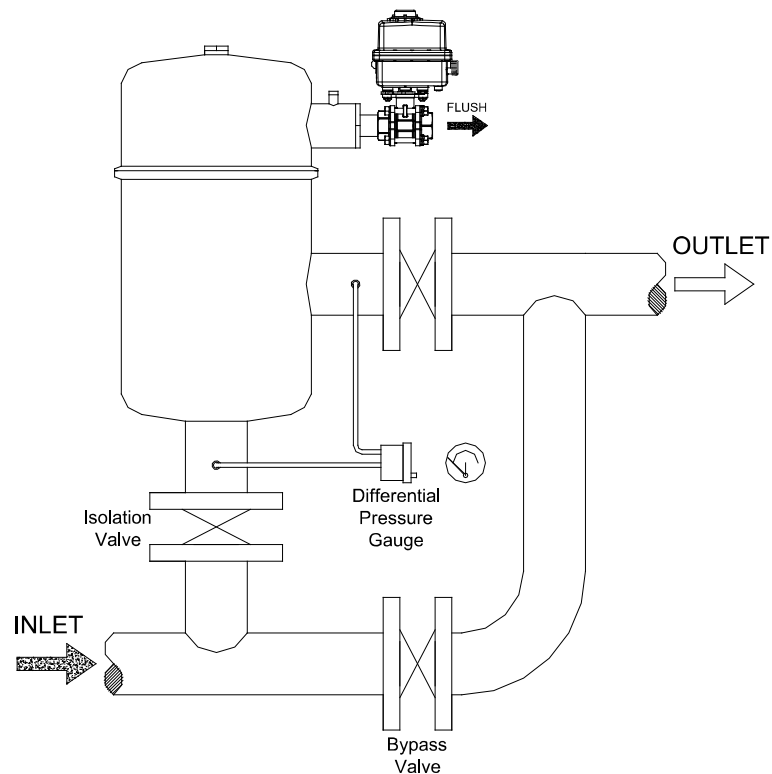 FLUSH
OUTLET
Differential
Pressure
Gauge
Isolation
Valve
INLET
Bypass
Valve